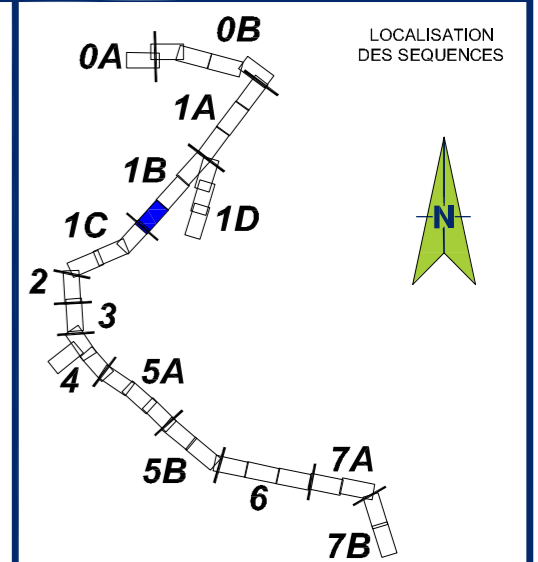 LOCALISATION
DES SEQUENCES
0B
0A
1A
1B
1D
1C
N
2
3
4
5A
5B
6
7A
7B